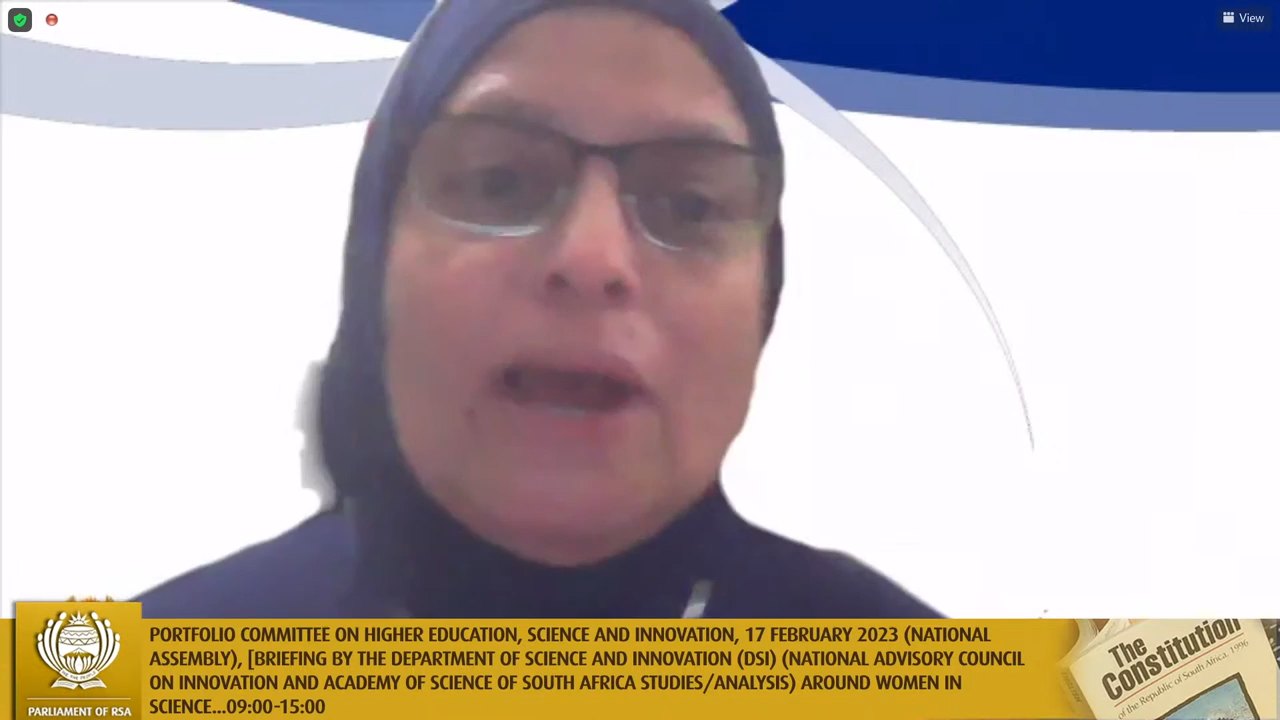 View
PORTFOLIO COMMITTEE ON HIGHER EDUCATION, SCIENCE AND INNOVATION, 17 FEBRUARY 2023 (NATIONAL
ASSEMBLY), [BRIEFING BY THE DEPARTMENT OF SCIENCE AND INNOVATION (DSI) (NATIONAL ADVISORY COUNCIL
ON INNOVATION AND ACADEMY OF SCIENCE OF SOUTH AFRICA STUDIES/ANALYSIS) AROUND WOMEN IN
SCIENCE...09:00-15:00
PARLIAMENT OF RSA
The
Constitution
of the Republic of South Africa, 1996